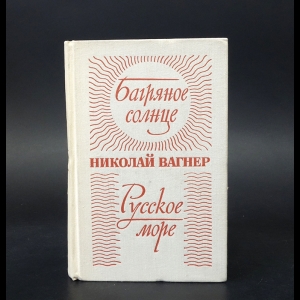 Багряное
солнце
НИКОЛАЙ ВАГНЕР
Русское
море